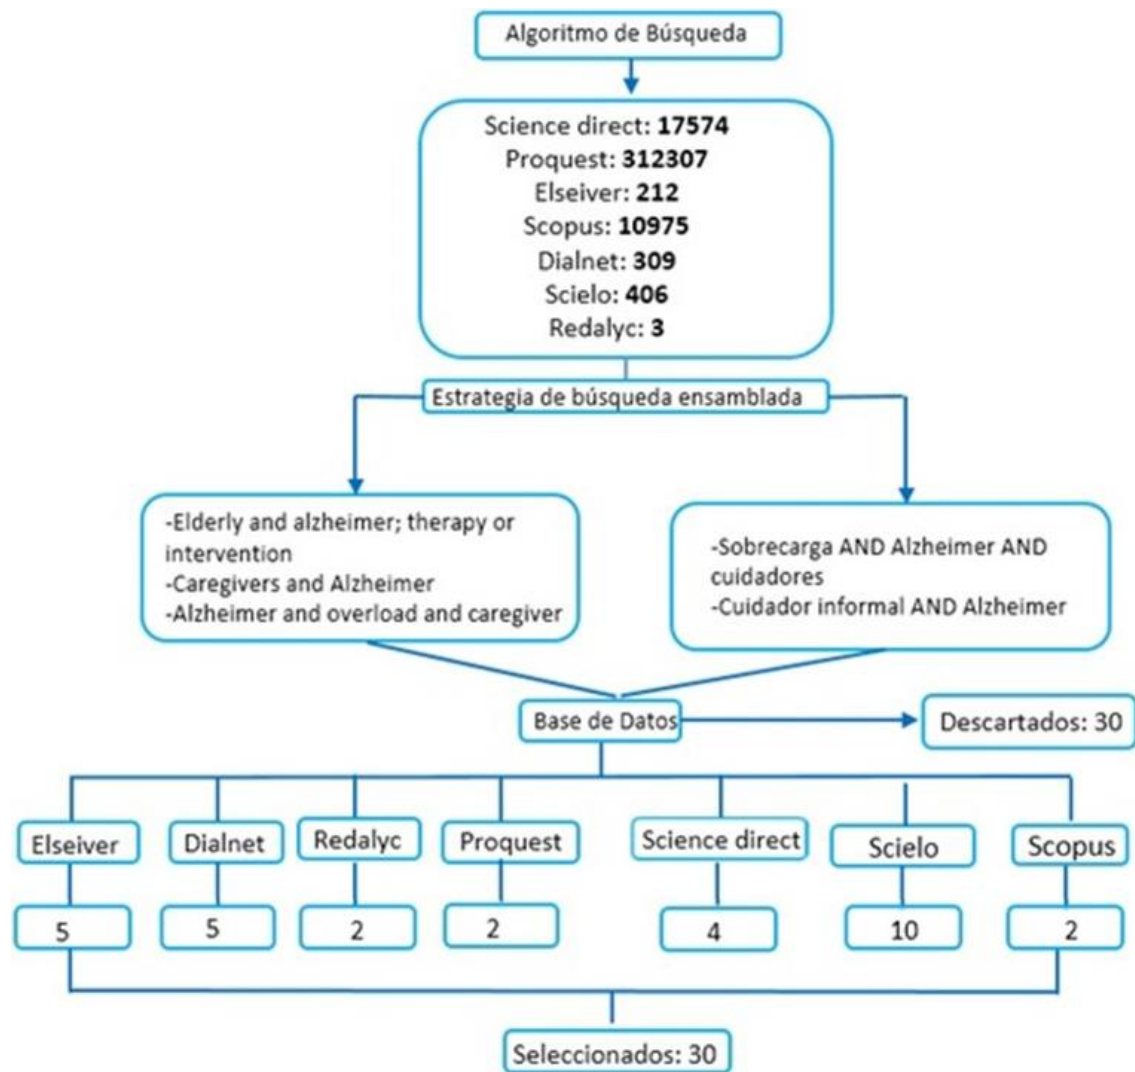 Algoritmo de Búsqueda
Science direct: 17574
Proquest: 312307
Elseiver: 212
Scopus: 10975
Dialnet: 309
Scielo: 406
Redalyc: 3
Estrategia de búsqueda ensamblada
-Elderly and alzheimer; therapy or
intervention
-Caregivers and Alzheimer
-Alzheimer and overload and caregiver
-Sobrecarga AND Alzheimer AND
cuidadores
-Cuidador informal AND Alzheimer
Base de Datos
Descartados: 30
Elseiver
Dialnet
Redalyc
Proquest
Science direct
Scielo
Scopus
5
5
2
2
4
10
2
Seleccionados: 30